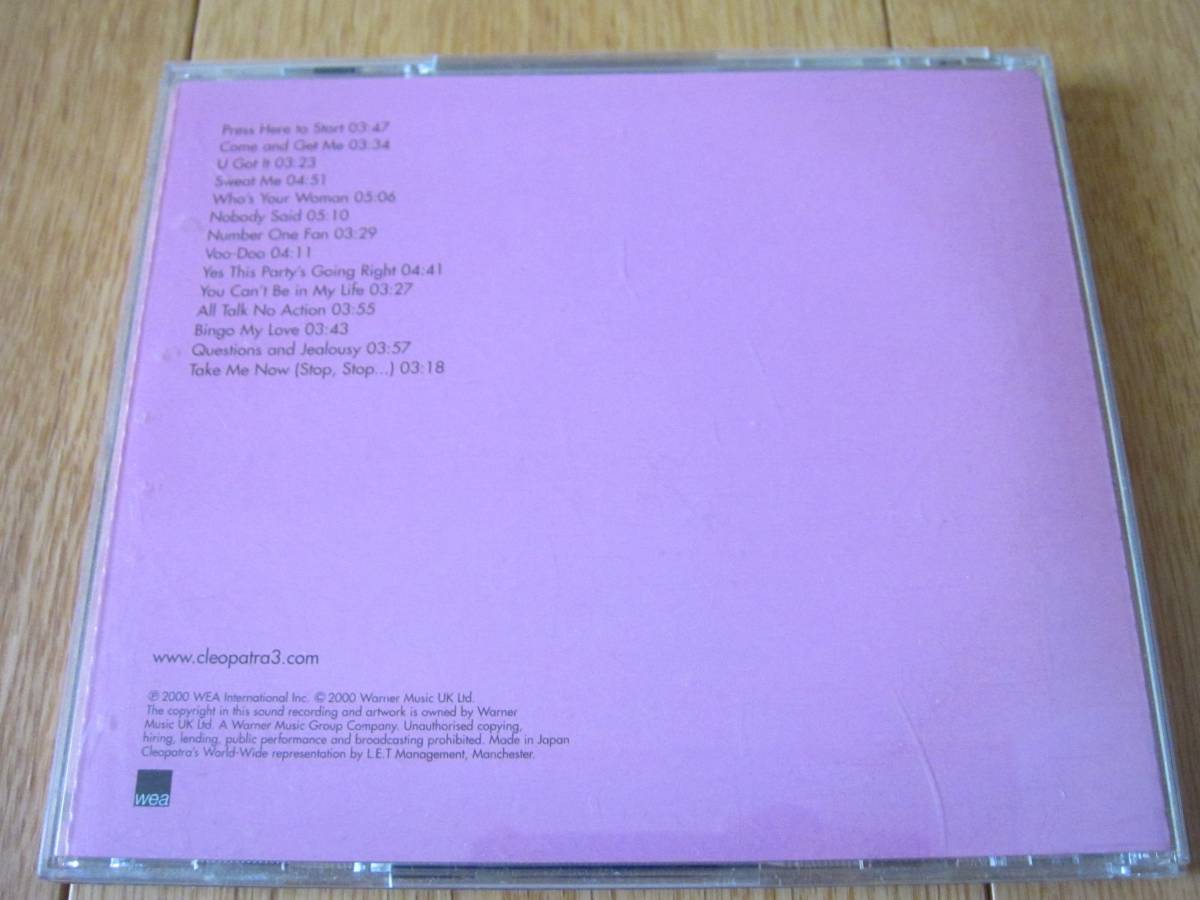 Press Here to Start 03:47
Come and Get Me 03:34
U Got It 03:23
Sweat Me 04:51
Who's Your Woman 05:06
Nobody Said 05:10
Number One Fan 03:29
Voo-Doo 04:11
Yes This Party's Going Right 04:41
You Can't Be in My Life 03:27
All Talk No Action 03:55
Bingo My Love 03:43
Questions and Jealousy 03:57
Take Me Now (Stop, Stop...) 03:18
www.cleopatra3.com
℗ 2000 WEA International Inc. © 2000 Warner Music UK Ltd.
The copyright in this sound recording and artwork is owned by Warner
Music UK Ltd. A Warner Music Group Company. Unauthorised copying,
hiring, lending, public performance and broadcasting prohibited. Made in Japan
Cleopatra's World-Wide representation by L.E.T Management, Manchester.
wea